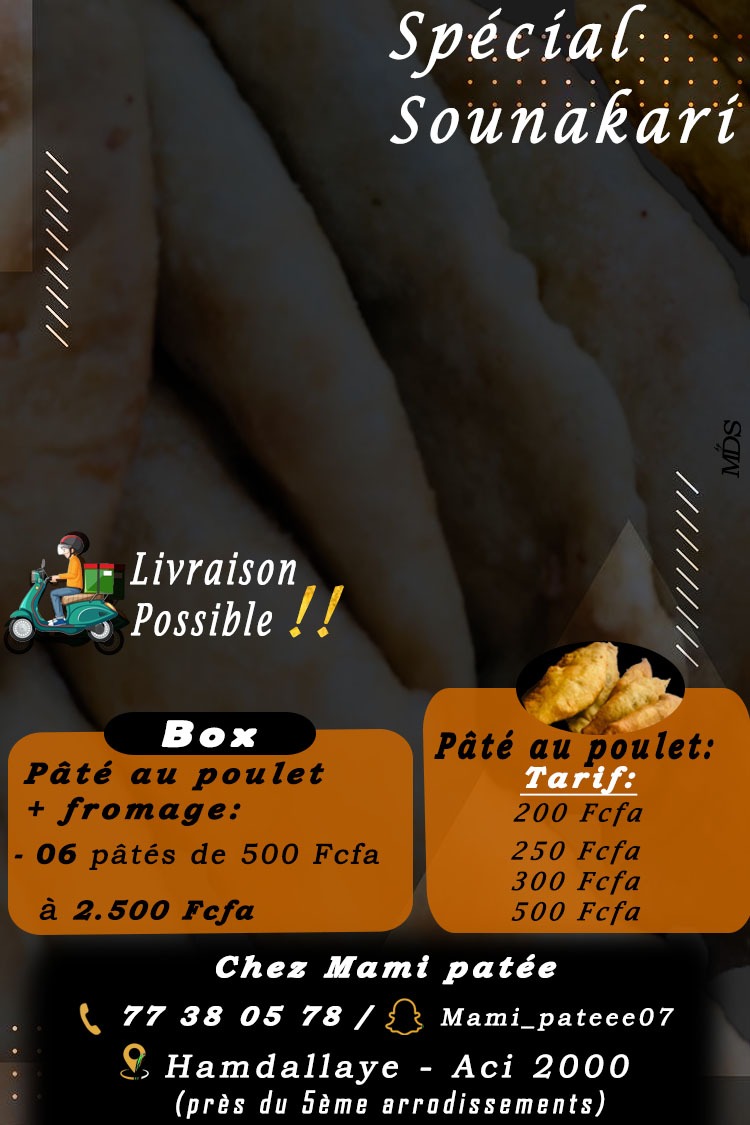 Spécial
Sounakari
MDS
Livraison
Possible !!
Box
Pâté au poulet
+ fromage:
- 06 pâtés de 500 Fcfa
à 2.500 Fcfa
Pâté au poulet:
Tarif:
200 Fcfa
250 Fcfa
300 Fcfa
500 Fcfa
Chez Mami patée
77 38 05 78 / Mami_pateee07
Hamdallaye - Aci 2000
(près du 5ème arrodissements)